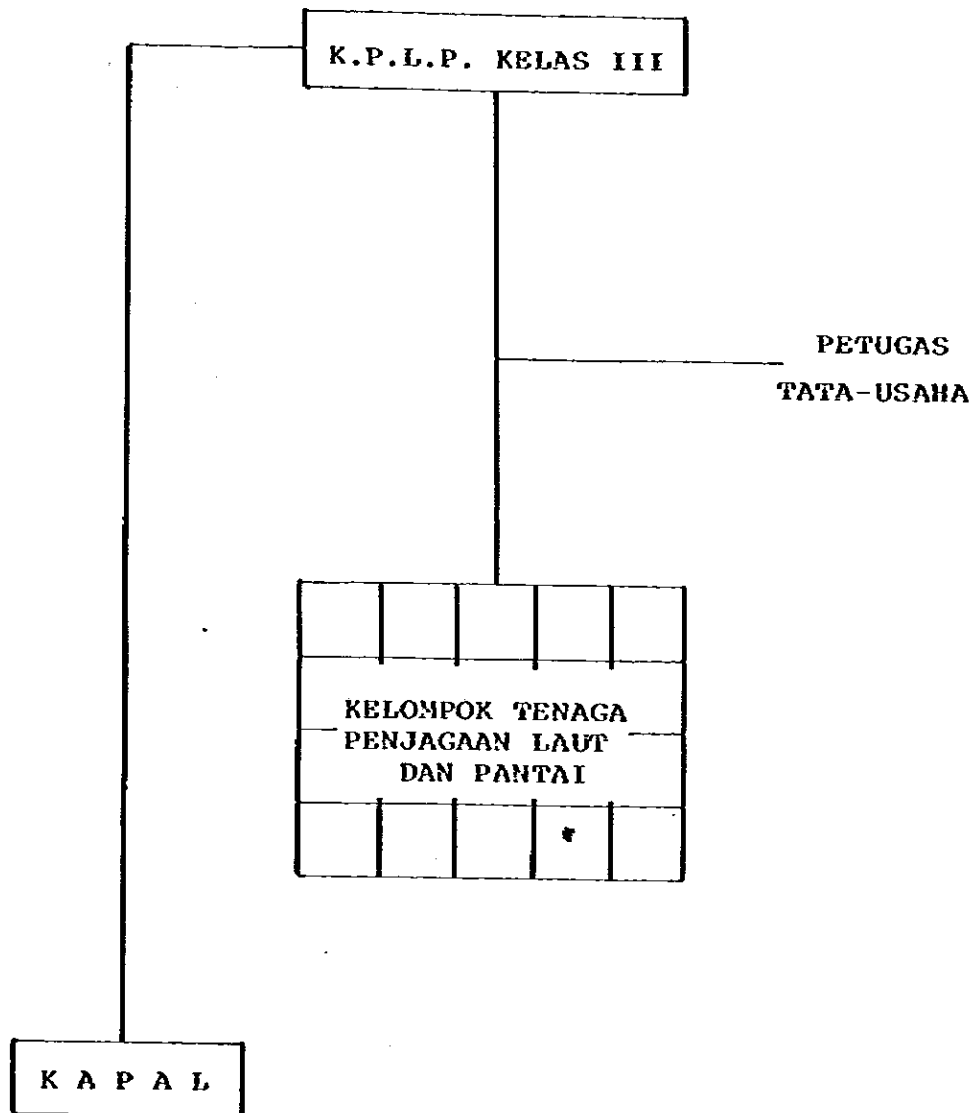 K.P.L.P. KELAS III
PETUGAS
TATA-USAHA
KELOMPOK TENAGA
PENJAGAAN LAUT
DAN PANTAI
K A P A L